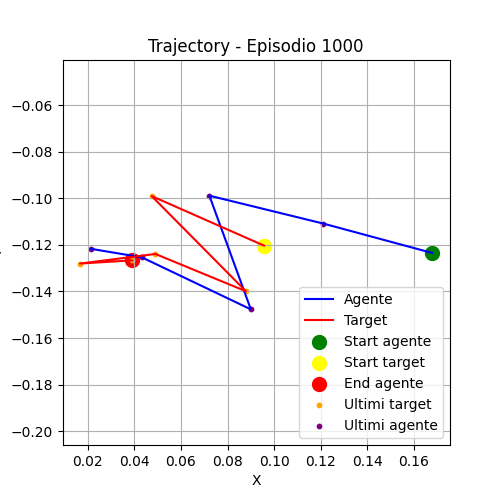 Trajectory - Episodio 1000
−0.06
−0.08
−0.10
−0.12
−0.14
−0.16
−0.18
−0.20
0.02 0.04 0.06 0.08 0.10 0.12 0.14 0.16
X
Agente
Target
Start agente
Start target
End agente
Ultimi target
Ultimi agente